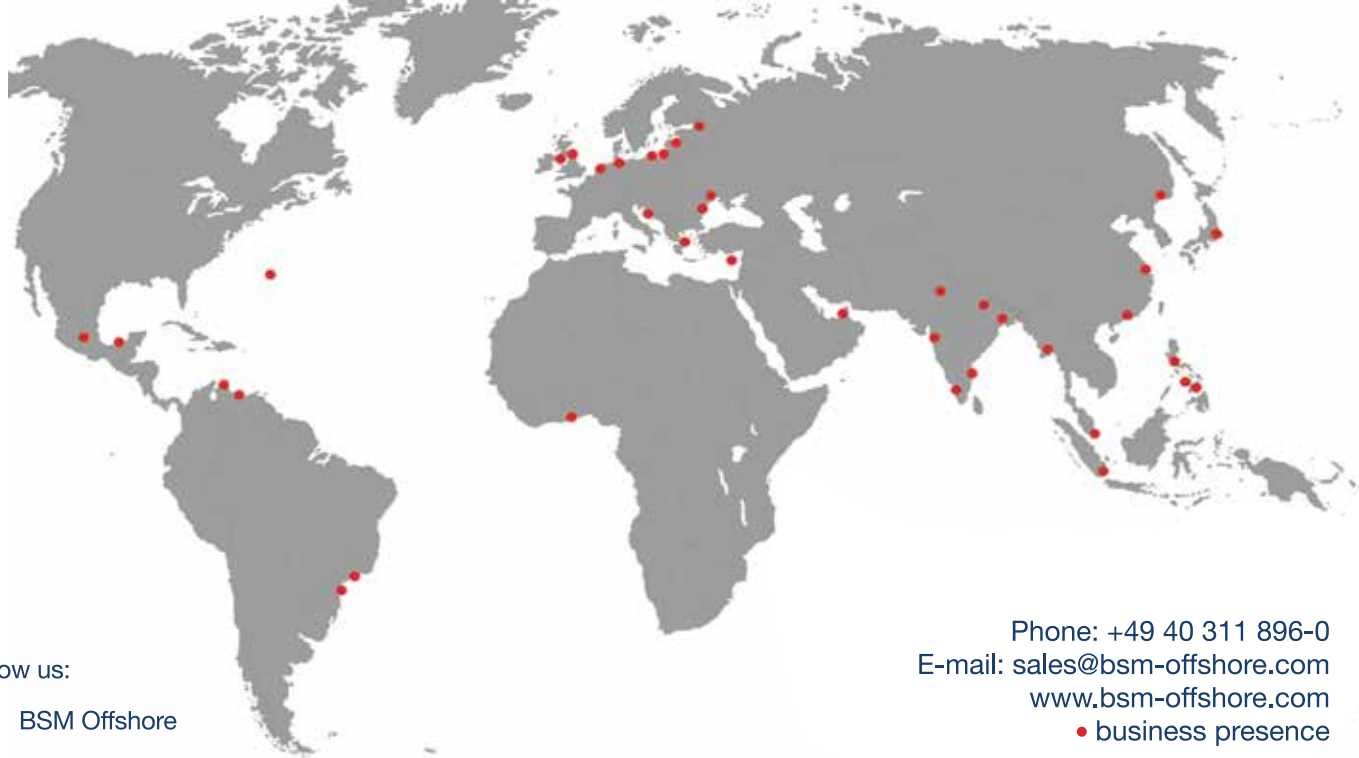 ow us:
BSM Offshore
Phone: +49 40 311 896-0
E-mail: sales@bsm-offshore.com
www.bsm-offshore.com
• business presence